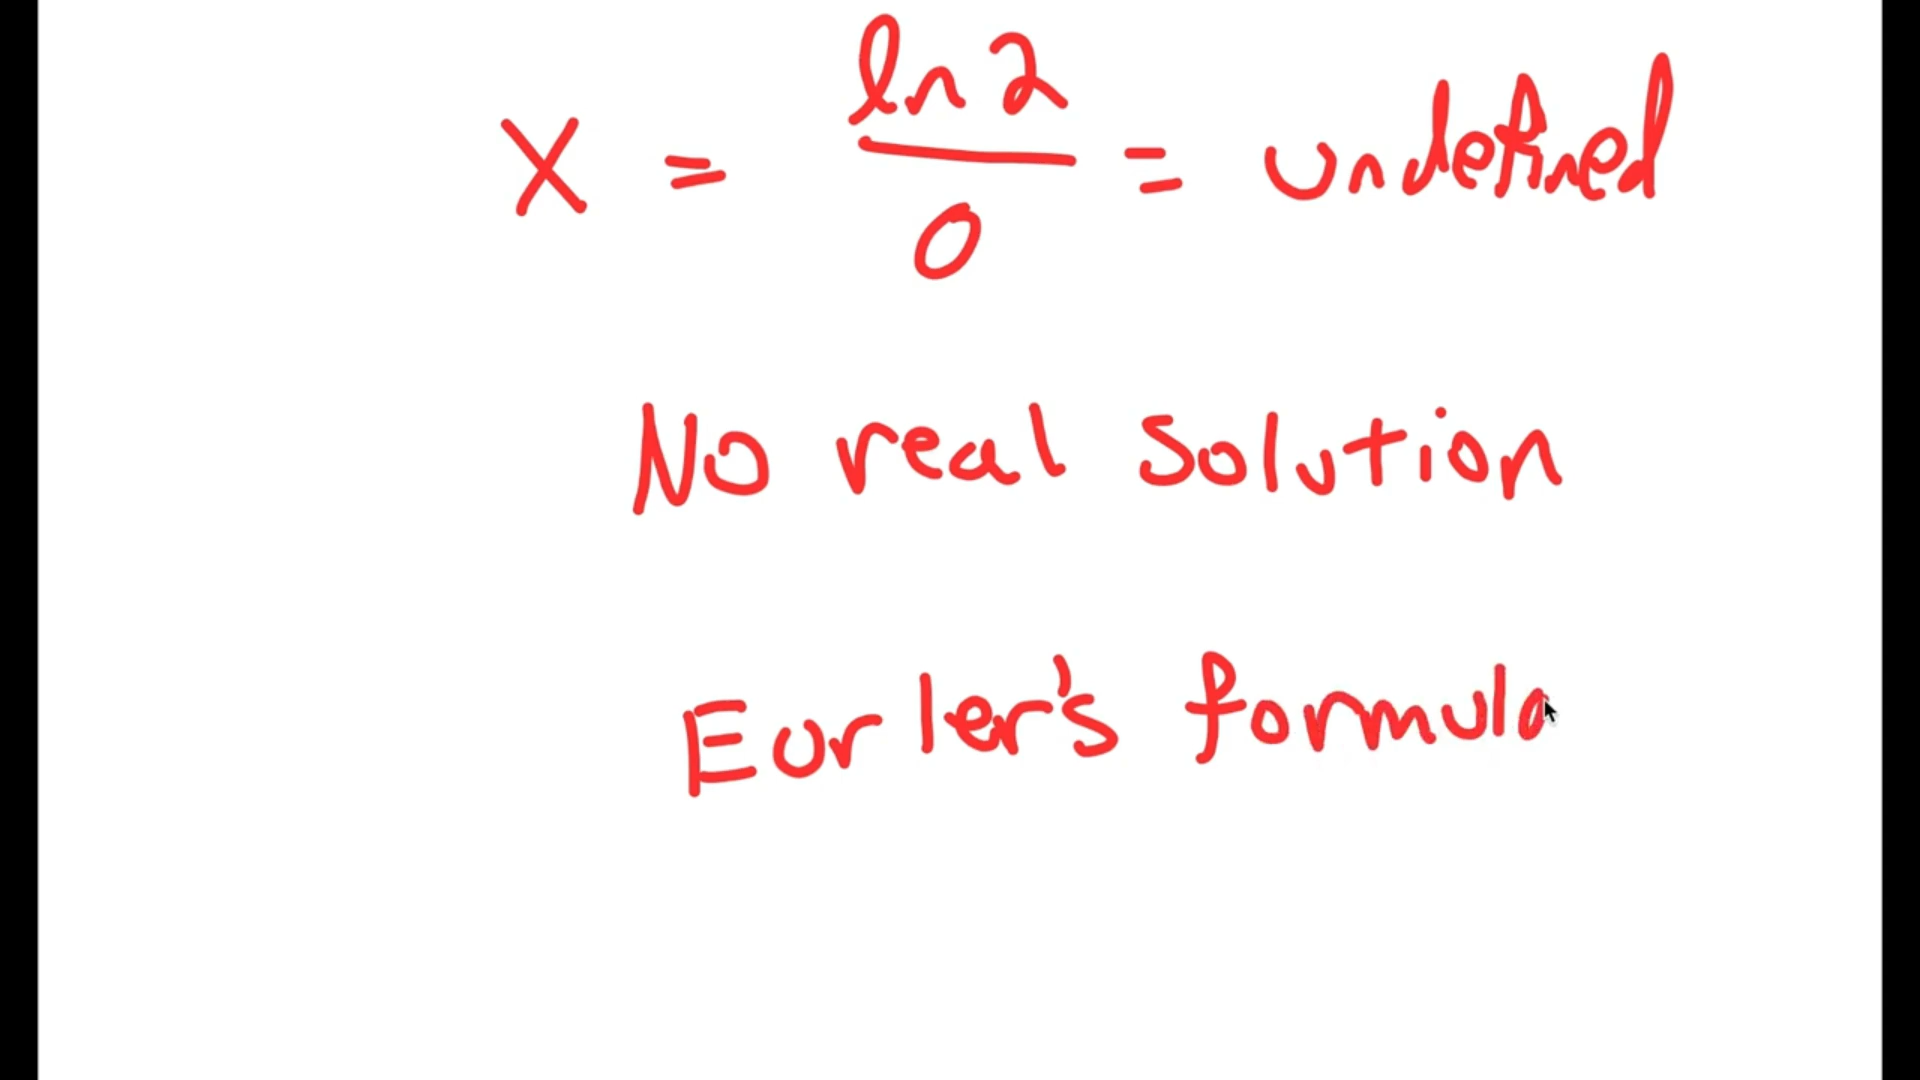 x = ln 2 / 0 = undefined
No real solution
Eurler's formula